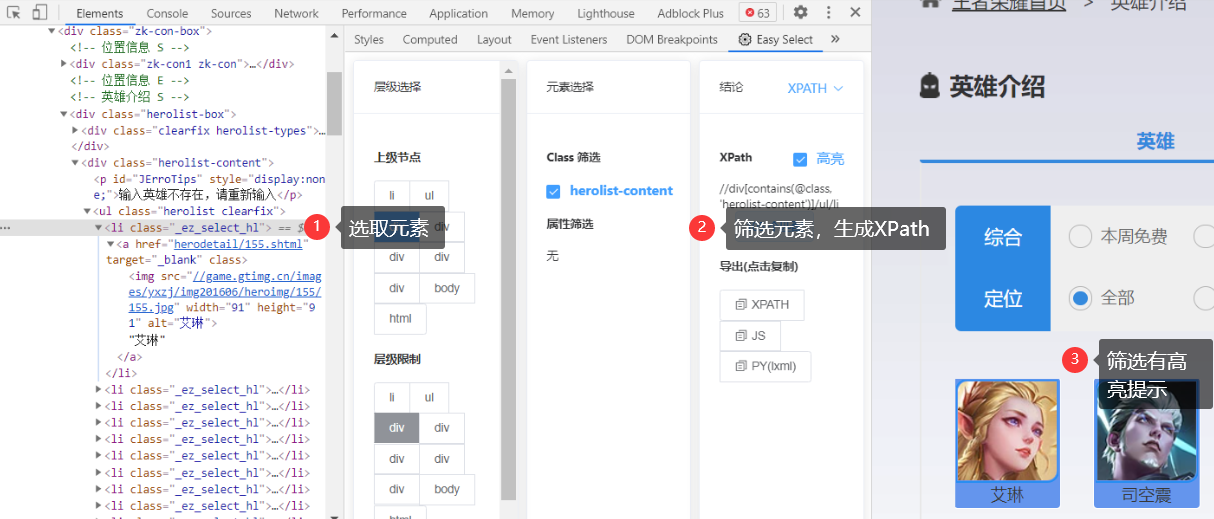 Elements Console Sources Network Performance Application Memory Lighthouse Adblock Plus 63
<div class="zk-con-box">
<!-- 位置信息 S -->
<div class="zk-con1 zk-con">…</div>
<!-- 位置信息 E -->
<!-- 英雄介绍 S -->
<div class="herolist-box">
<div class="clearfix herolist-types">…
</div>
<div class="herolist-content">
<p id="JErroTips" style="display:non
e;">输入英雄不存在，请重新输入</p>
<ul class="herolist clearfix">
<li class="_ez_select_hl"> == $
<a href="herodetail/155.shtml"
target="_blank" class>
<img src="//game.gtimg.cn/imag
es/yxzj/img201606/heroimg/155/
155.jpg" width="91" height="9
1" alt="艾琳">
"艾琳"
</a>
</li>
<li class="_ez_select_hl">…</li>
<li class="_ez_select_hl">…</li>
<li class="_ez_select_hl">…</li>
<li class="_ez_select_hl">…</li>
<li class="_ez_select_hl">…</li>
<li class="_ez_select_hl">…</li>
<li class="_ez_select_hl">…</li>
<li class="_ez_select_hl">…</li>
1 选取元素
Styles Computed Layout Event Listeners DOM Breakpoints Easy Select »
层级选择
上级节点
li ul
div
div div
div body
html
层级限制
li ul
div div
div div
div body
html
元素选择
Class 筛选
herolist-content
属性筛选
无
结论 XPATH
XPath 高亮
//div[contains(@class,
'herolist-content')]/ul/li
2 筛选元素，生成XPath
导出(点击复制)
XPATH
JS
PY(lxml)
王者荣耀首页 > 英雄介绍
英雄介绍
英雄
综合 本周免费
定位 全部
3 筛选有高
亮提示
艾琳 司空震